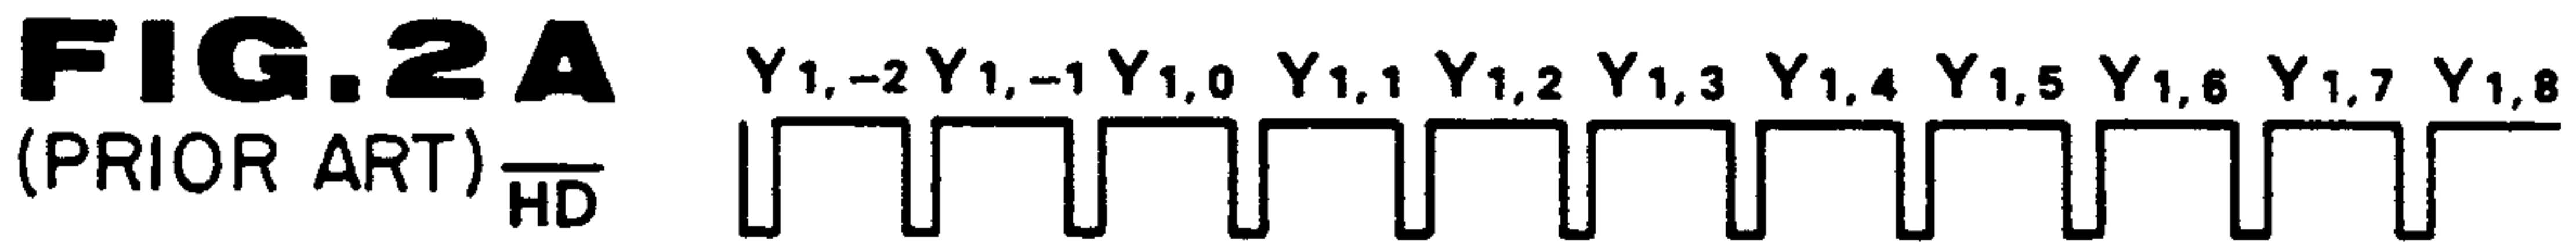 FIG.2A Y1,-2 Y1,-1 Y1,0 Y1,1 Y1,2 Y1,3 Y1,4 Y1,5 Y1,6 Y1,7 Y1,8
(PRIOR ART) H̅D̅